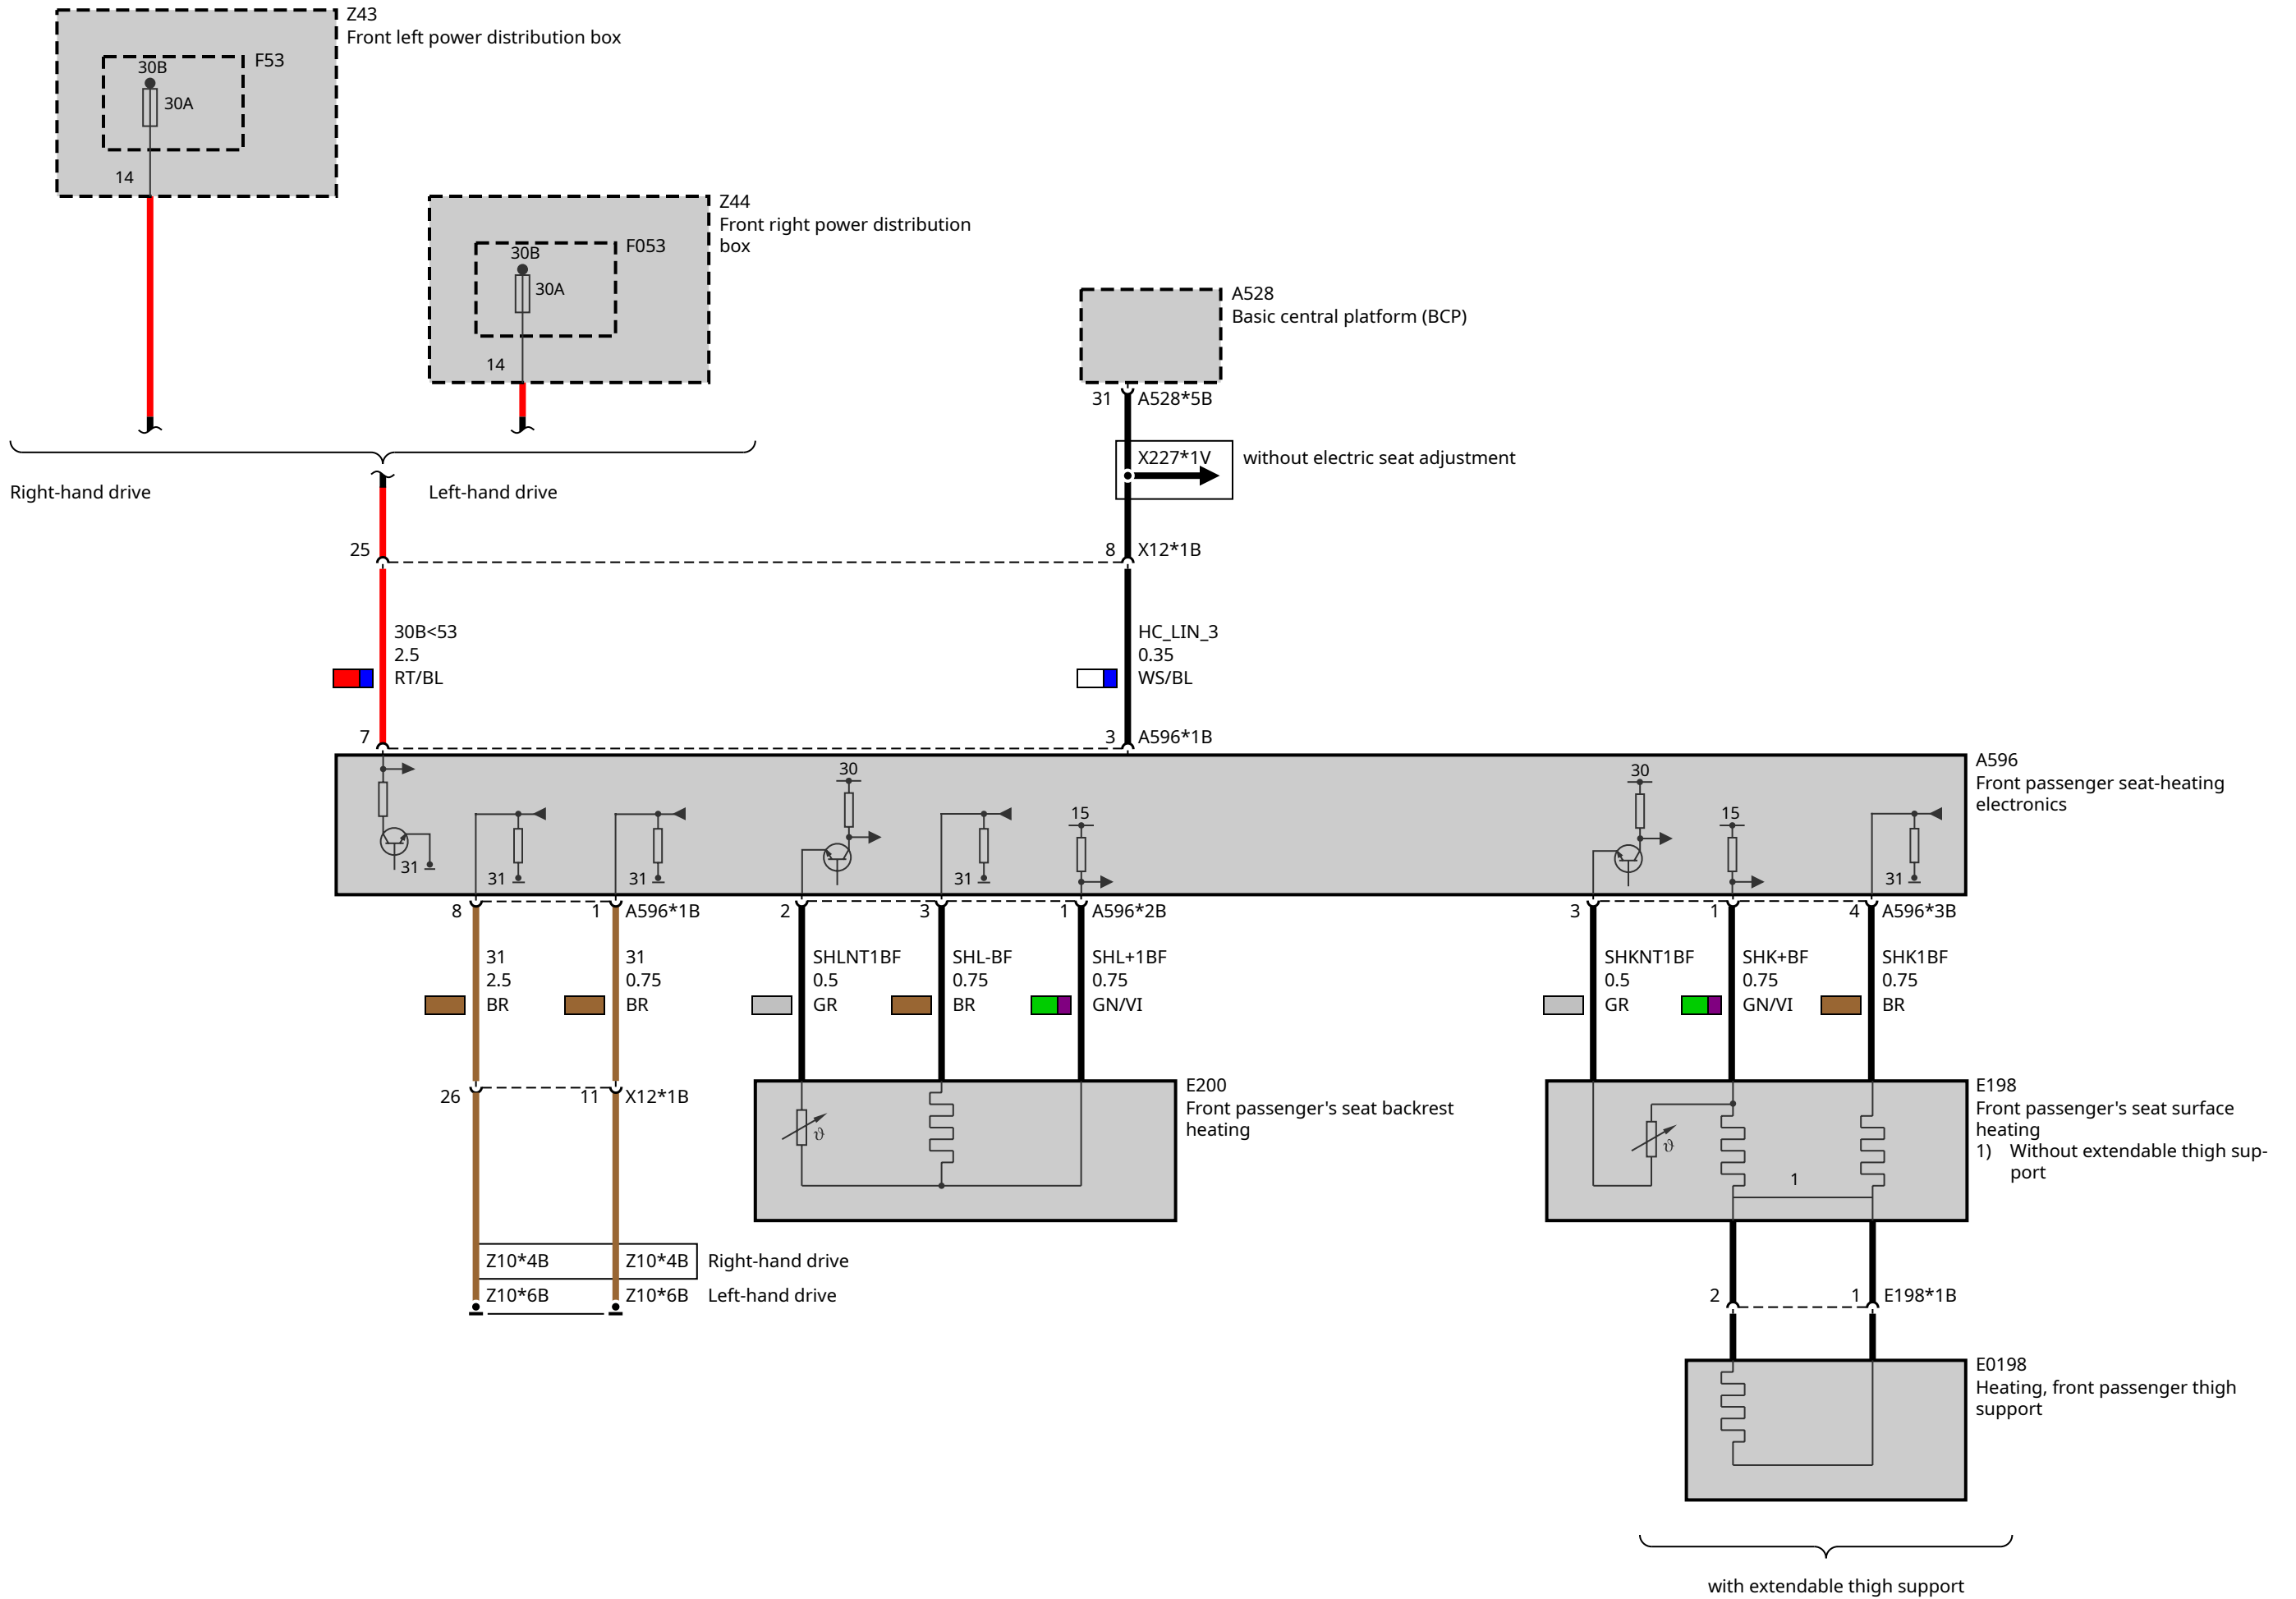 Z43
Front left power distribution box
F53
30B
30A
14
Z44
Front right power distribution
box
F053
30B
30A
14
A528
Basic central platform (BCP)
31 A528*5B
X227*1V without electric seat adjustment
Right-hand drive
Left-hand drive
25
8 X12*1B
30B<53
2.5
RT/BL
HC_LIN_3
0.35
WS/BL
7
3 A596*1B
A596
Front passenger seat-heating
electronics
31
31
31
30
31
15
30
15
31
8 1 A596*1B
2 3 1 A596*2B
3 1 4 A596*3B
31
2.5
BR
31
0.75
BR
SHLNT1BF
0.5
GR
SHL-BF
0.75
BR
SHL+1BF
0.75
GN/VI
SHKNT1BF
0.5
GR
SHK+BF
0.75
GN/VI
SHK1BF
0.75
BR
26 11 X12*1B
E200
Front passenger's seat backrest
heating
ϑ
E198
Front passenger's seat surface
heating
1) Without extendable thigh sup-
port
ϑ
1
Z10*4B Z10*4B Right-hand drive
Z10*6B Z10*6B Left-hand drive
2 1 E198*1B
E0198
Heating, front passenger thigh
support
with extendable thigh support